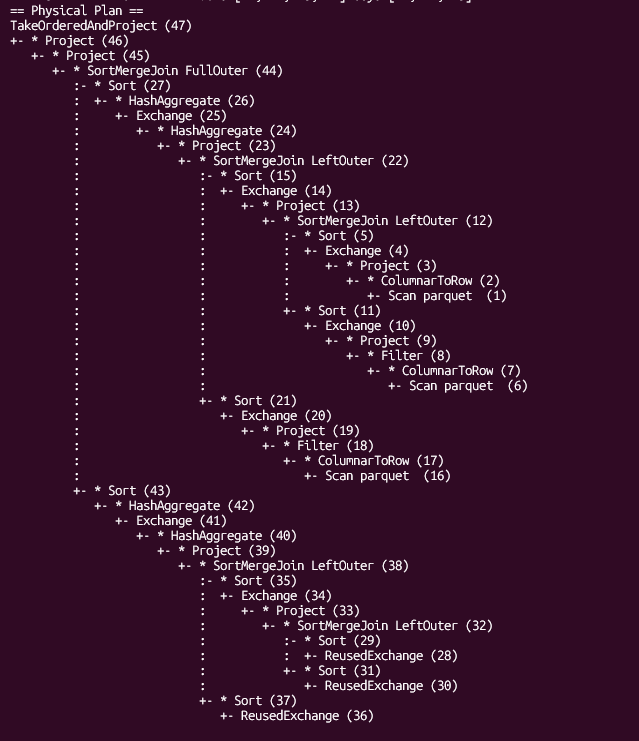 == Physical Plan ==
TakeOrderedAndProject (47)
+- * Project (46)
   +- * Project (45)
      +- * SortMergeJoin FullOuter (44)
         :- * Sort (27)
         :  +- * HashAggregate (26)
         :     +- Exchange (25)
         :        +- * HashAggregate (24)
         :           +- * Project (23)
         :              +- * SortMergeJoin LeftOuter (22)
         :                 :- * Sort (15)
         :                 :  +- Exchange (14)
         :                 :     +- * Project (13)
         :                 :        +- * SortMergeJoin LeftOuter (12)
         :                 :           :- * Sort (5)
         :                 :           :  +- Exchange (4)
         :                 :           :     +- * Project (3)
         :                 :           :        +- * ColumnarToRow (2)
         :                 :           :           +- Scan parquet  (1)
         :                 :           +- * Sort (11)
         :                 :              +- Exchange (10)
         :                 :                 +- * Project (9)
         :                 :                    +- * Filter (8)
         :                 :                       +- * ColumnarToRow (7)
         :                 :                          +- Scan parquet  (6)
         :                 +- * Sort (21)
         :                    +- Exchange (20)
         :                       +- * Project (19)
         :                          +- * Filter (18)
         :                             +- * ColumnarToRow (17)
         :                                +- Scan parquet  (16)
         +- * Sort (43)
            +- * HashAggregate (42)
               +- Exchange (41)
                  +- * HashAggregate (40)
                     +- * Project (39)
                        +- * SortMergeJoin LeftOuter (38)
                           :- * Sort (35)
                           :  +- Exchange (34)
                           :     +- * Project (33)
                           :        +- * SortMergeJoin LeftOuter (32)
                           :           :- * Sort (29)
                           :           :  +- ReusedExchange (28)
                           :           +- * Sort (31)
                           :              +- ReusedExchange (30)
                           +- * Sort (37)
                              +- ReusedExchange (36)